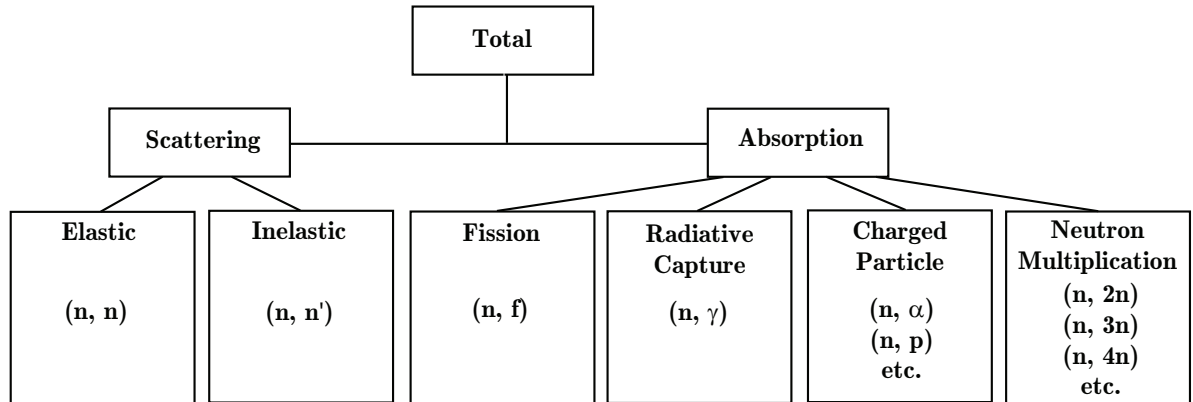 Total
Scattering
Absorption
Elastic
(n, n)
Inelastic
(n, n')
Fission
(n, f)
Radiative
Capture
(n, γ)
Charged
Particle
(n, α)
(n, p)
etc.
Neutron
Multiplication
(n, 2n)
(n, 3n)
(n, 4n)
etc.